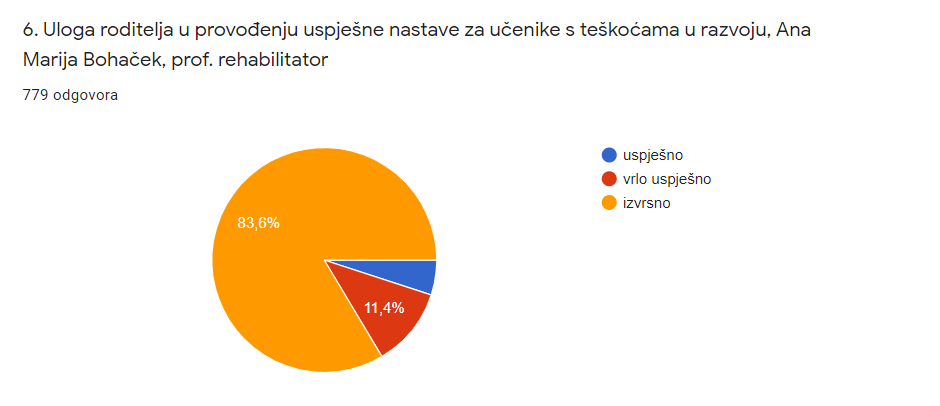 6. Uloga roditelja u provođenju uspješne nastave za učenike s teškoćama u razvoju, Ana
Marija Bohaček, prof. rehabilitator
779 odgovora
uspješno
vrlo uspješno
izvrsno
83,6%
11,4%